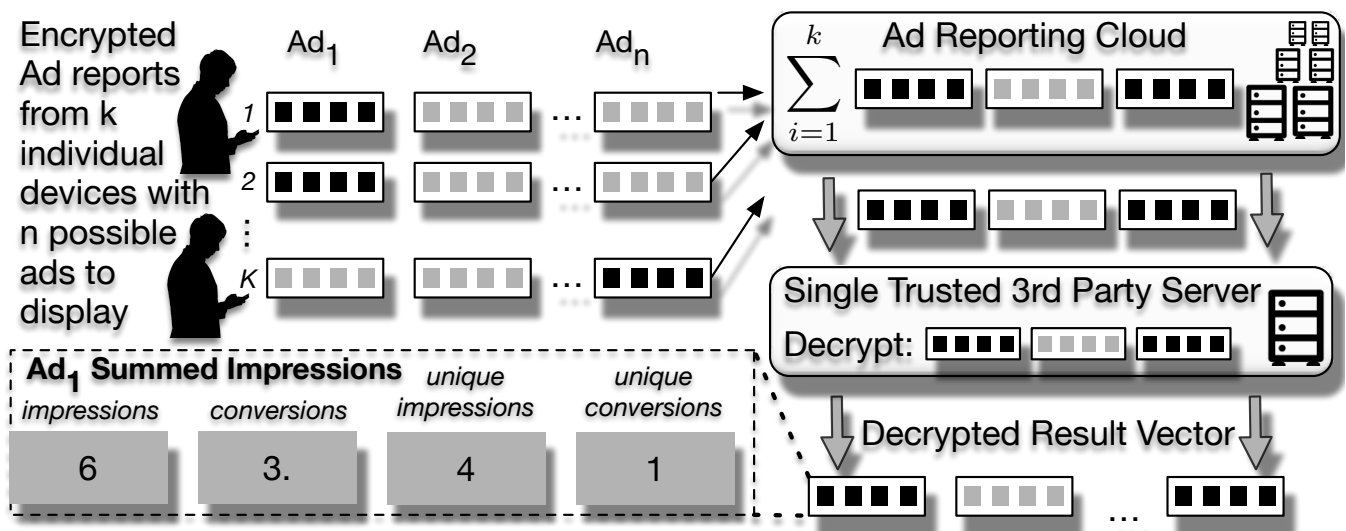 Encrypted
Ad reports
from k
individual
devices with
n possible
ads to
display
Ad1 Ad2 Adn
1 ...
2 ...
⋮
K ...
k
∑
i=1
Ad Reporting Cloud
Single Trusted 3rd Party Server
Decrypt:
Decrypted Result Vector
...
Ad1 Summed Impressions
impressions conversions unique impressions unique conversions
6 3. 4 1